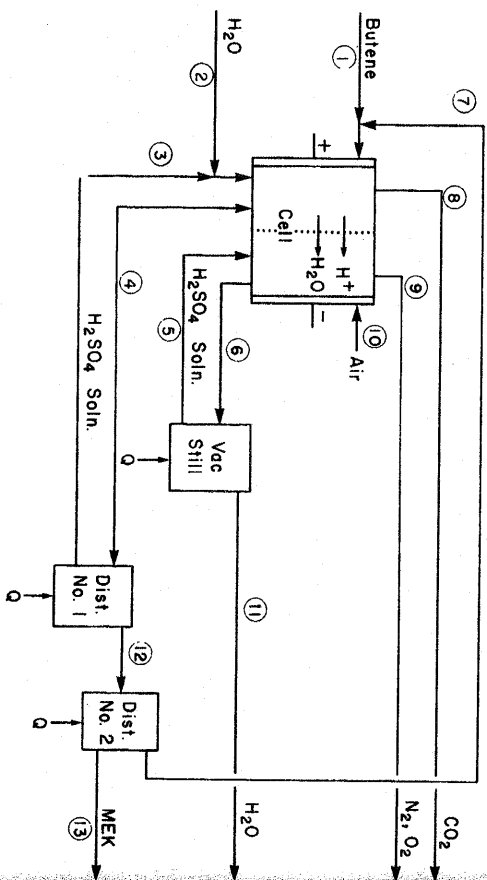 ⑦
Butene
①
H₂O
②
③
④
+
Cell
H⁺
H₂O
−
⑧
⑨
⑩
Air
H₂SO₄ Soln.
⑤
⑥
H₂SO₄ Soln.
Vac
Still
Q
⑪
Dist.
No. 1
Q
⑫
Dist.
No. 2
Q
⑬
MEK
H₂O
N₂, O₂
CO₂